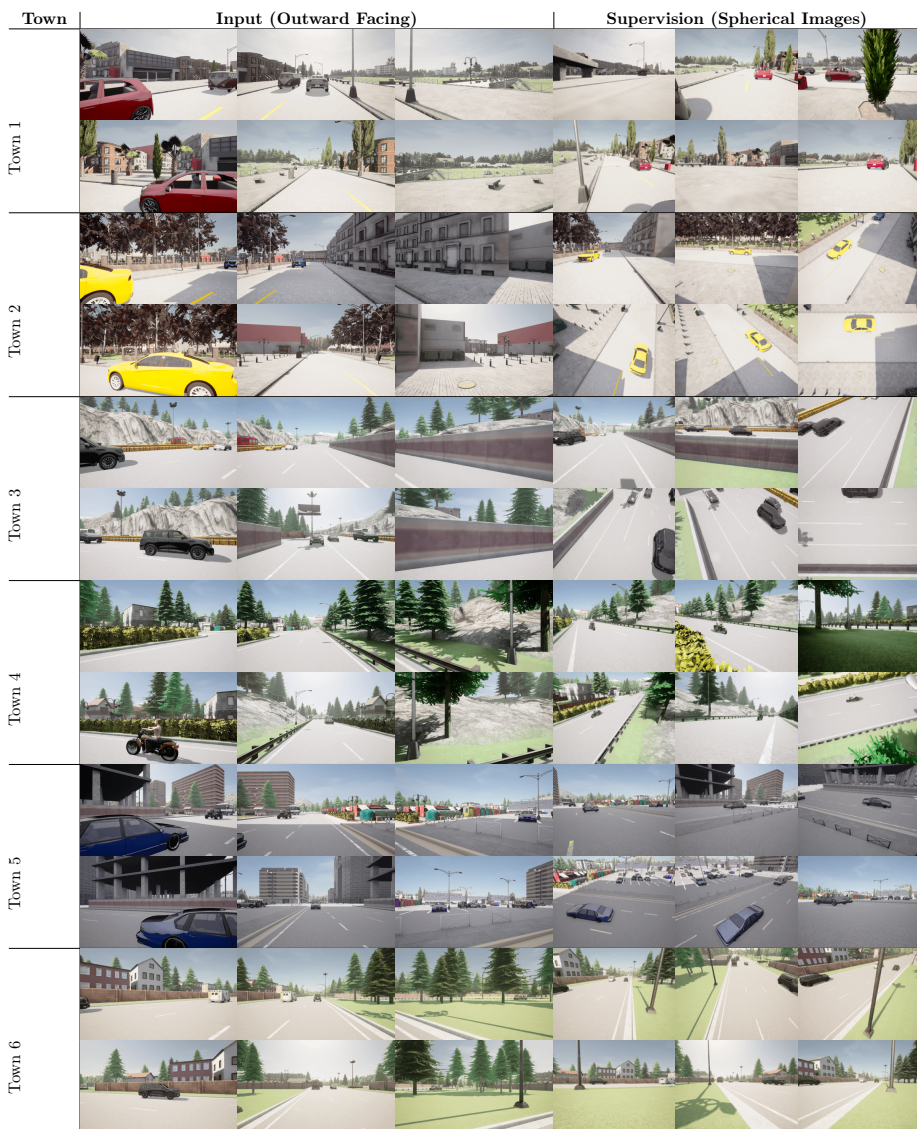 Town Input (Outward Facing) Supervision (Spherical Images)
Town 1
Town 2
Town 3
Town 4
Town 5
Town 6